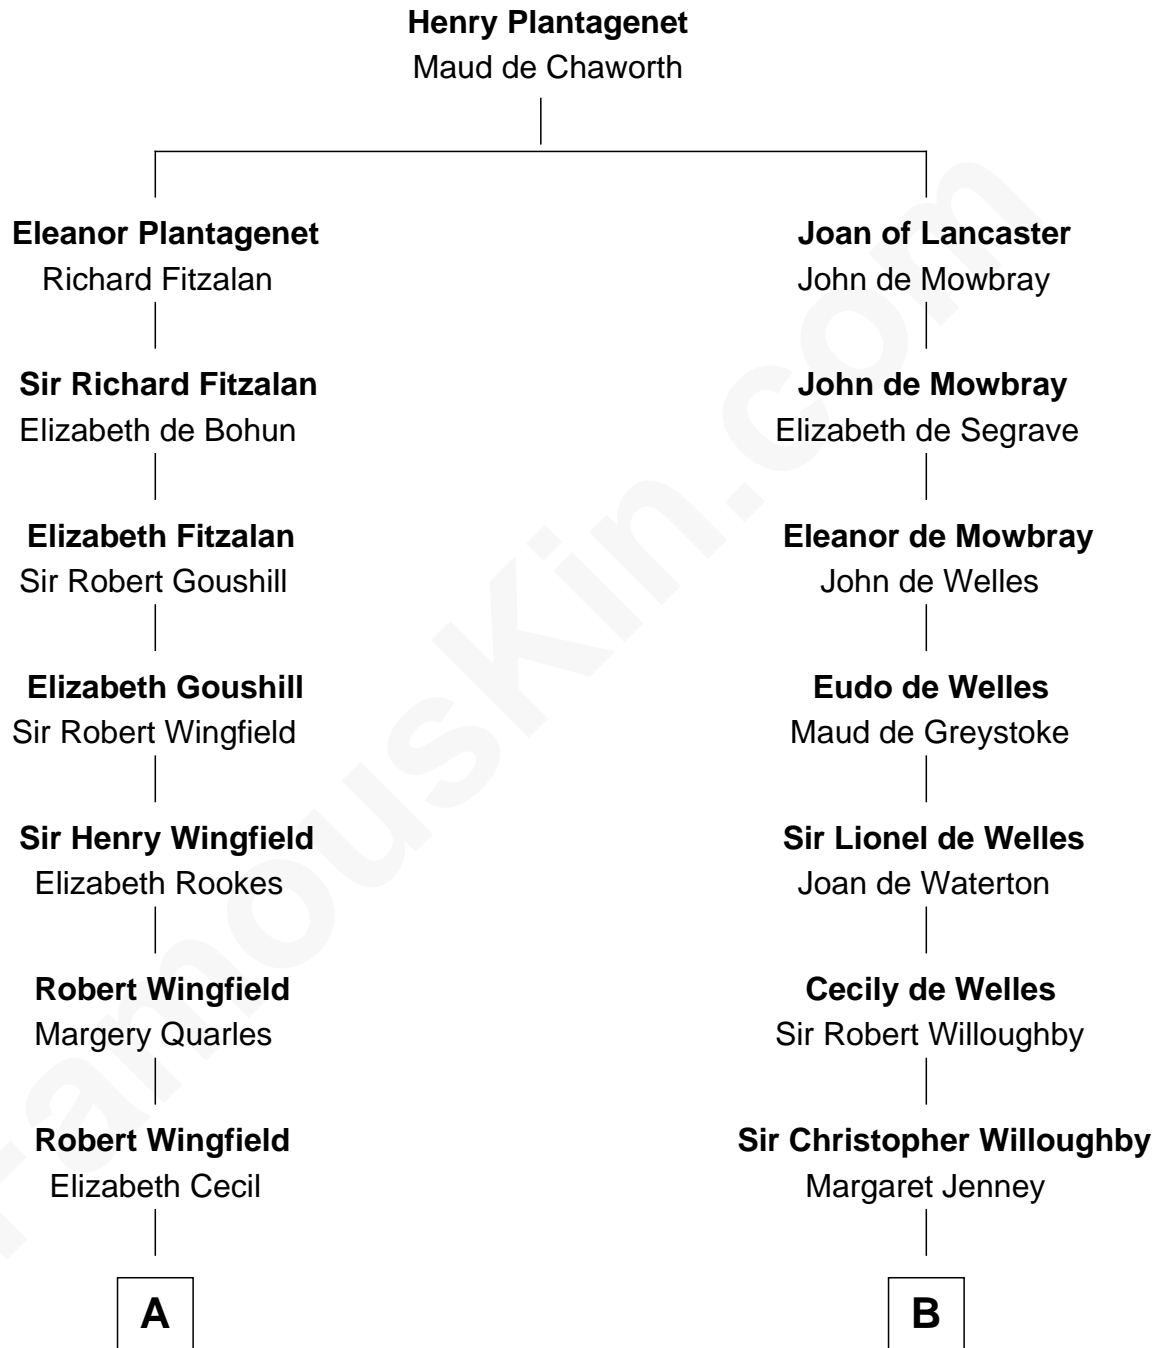 Henry Plantagenet
Maud de Chaworth
Eleanor Plantagenet
Richard Fitzalan
Joan of Lancaster
John de Mowbray
Sir Richard Fitzalan
Elizabeth de Bohun
John de Mowbray
Elizabeth de Segrave
Elizabeth Fitzalan
Sir Robert Goushill
Eleanor de Mowbray
John de Welles
Elizabeth Goushill
Sir Robert Wingfield
Eudo de Welles
Maud de Greystoke
Sir Henry Wingfield
Elizabeth Rookes
Sir Lionel de Welles
Joan de Waterton
Robert Wingfield
Margery Quarles
Cecily de Welles
Sir Robert Willoughby
Robert Wingfield
Elizabeth Cecil
Sir Christopher Willoughby
Margaret Jenney
A
B
FamousKin.com